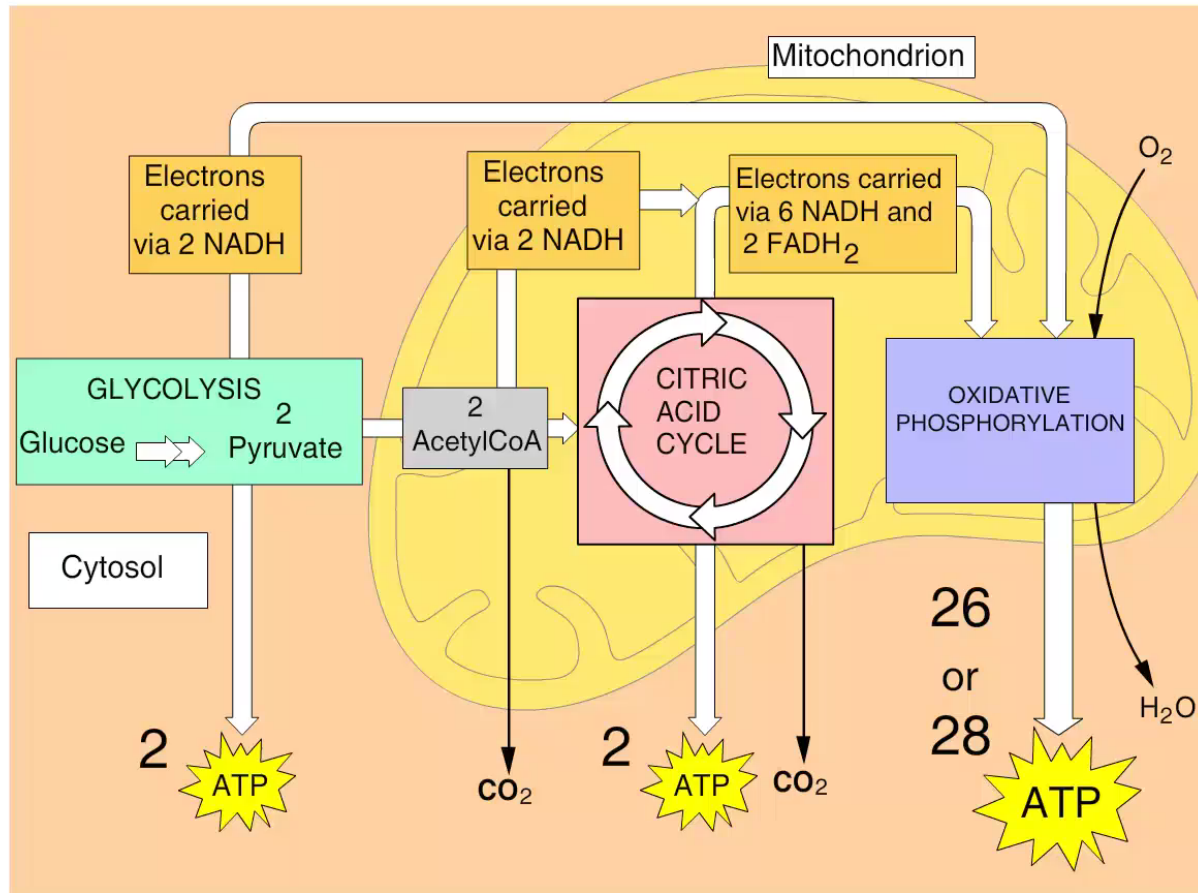 Mitochondrion
Electrons
carried
via 2 NADH
Electrons
carried
via 2 NADH
Electrons carried
via 6 NADH and
2 FADH₂
O₂
GLYCOLYSIS
2
Glucose Pyruvate
2
AcetylCoA
CITRIC
ACID
CYCLE
OXIDATIVE
PHOSPHORYLATION
Cytosol
2
ATP
CO₂
2
ATP
CO₂
26
or
28
ATP
H₂O